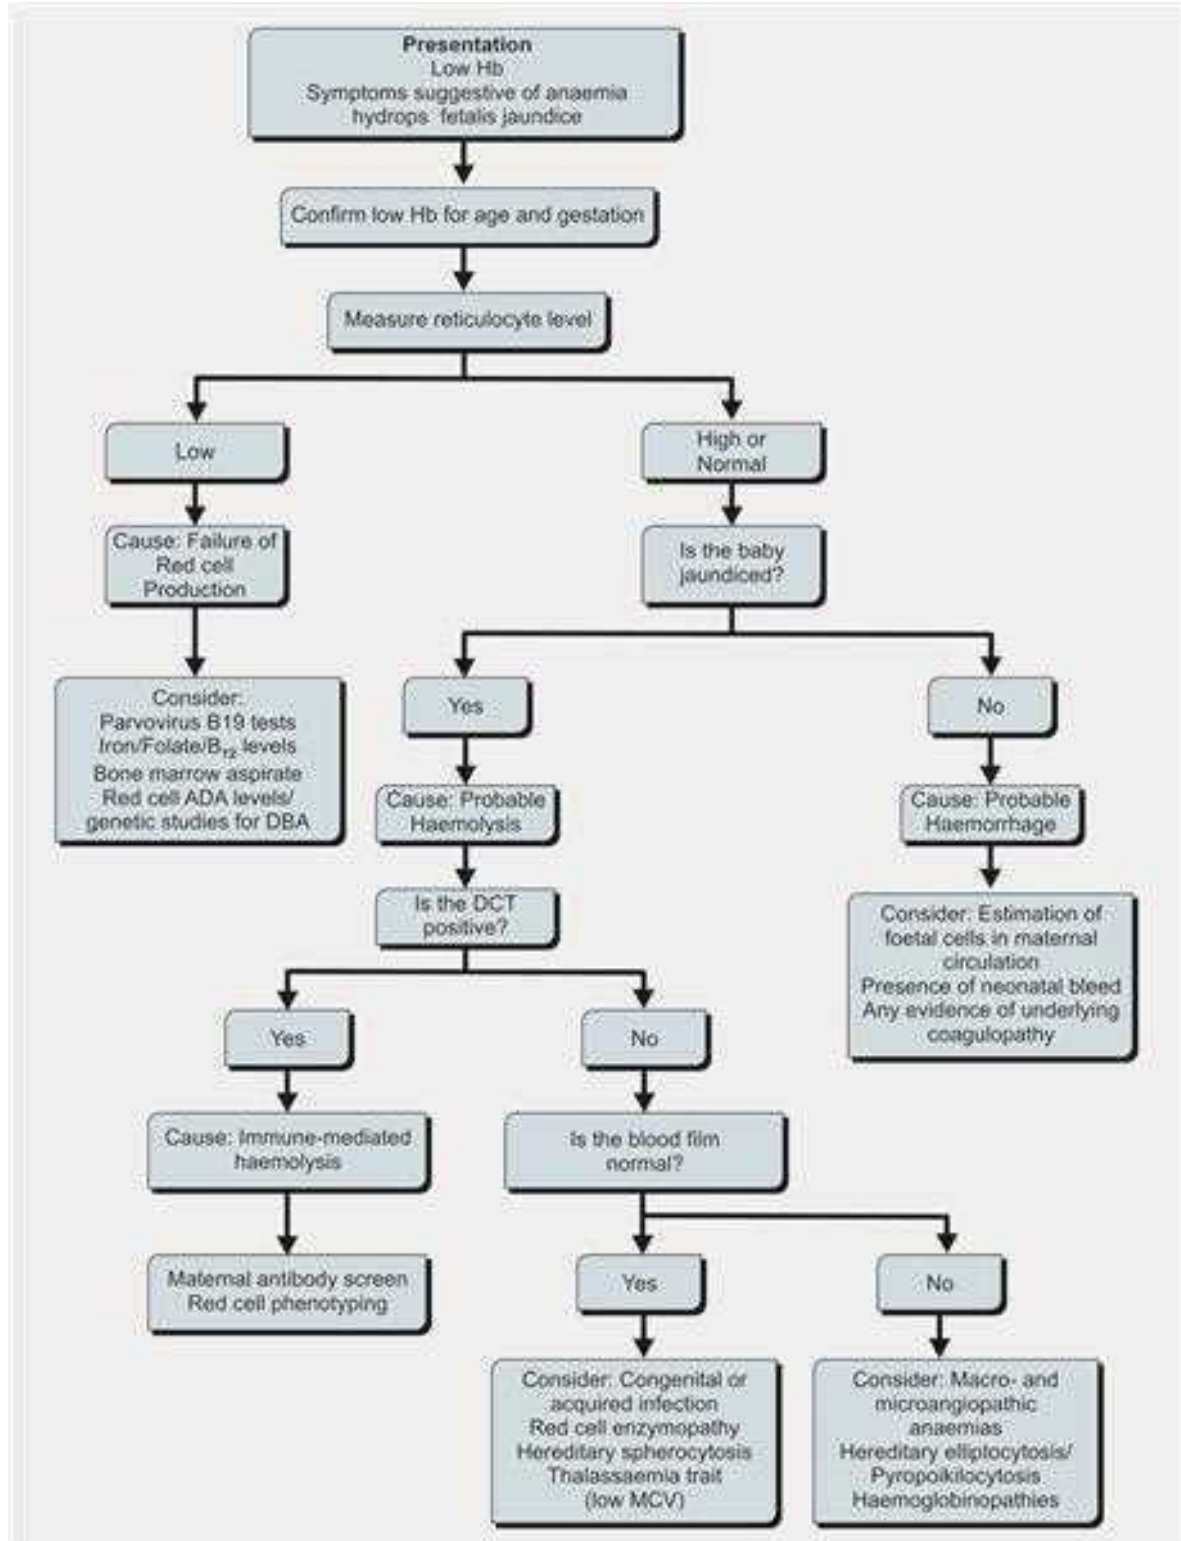 Presentation
Low Hb
Symptoms suggestive of anaemia
hydrops fetalis jaundice
Confirm low Hb for age and gestation
Measure reticulocyte level
Low
High or
Normal
Cause: Failure of
Red cell
Production
Is the baby
jaundiced?
Consider:
Parvovirus B19 tests
Iron/Folate/B₁₂ levels
Bone marrow aspirate
Red cell ADA levels/
genetic studies for DBA
Yes
No
Cause: Probable
Haemolysis
Cause: Probable
Haemorrhage
Is the DCT
positive?
Consider: Estimation of
foetal cells in maternal
circulation
Presence of neonatal bleed
Any evidence of underlying
coagulopathy
Yes
No
Cause: Immune-mediated
haemolysis
Is the blood film
normal?
Maternal antibody screen
Red cell phenotyping
Yes
No
Consider: Congenital or
acquired infection
Red cell enzymopathy
Hereditary spherocytosis
Thalassaemia trait
(low MCV)
Consider: Macro- and
microangiopathic
anaemias
Hereditary elliptocytosis/
Pyropoikilocytosis
Haemoglobinopathies